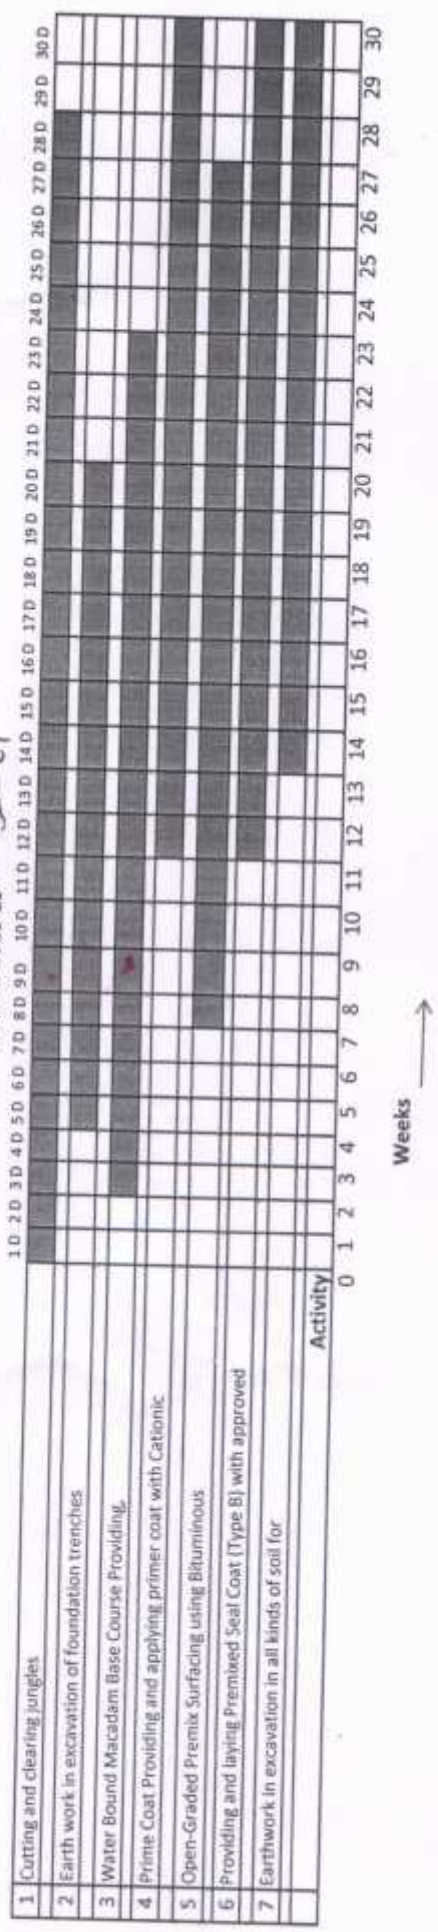 1D 2D 3D 4D 5D 6D 7D 8D 9D 10D 11D 12D 13D 14D 15D 16D 17D 18D 19D 20D 21D 22D 23D 24D 25D 26D 27D 28D 29D 30D
1 Cutting and clearing jungles
2 Earth work in excavation of foundation trenches
3 Water Bound Macadam Base Course Providing,
4 Prime Coat Providing and applying primer coat with Cationic
5 Open-Graded Premix Surfacing using Bituminous
6 Providing and laying Premixed Seal Coat (Type B) with approved
7 Earthwork in excavation in all kinds of soil for
Activity
0 1 2 3 4 5 6 7 8 9 10 11 12 13 14 15 16 17 18 19 20 21 22 23 24 25 26 27 28 29 30
Weeks